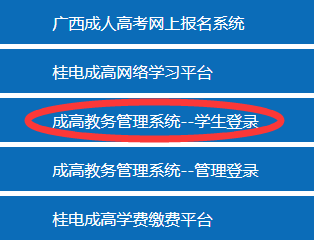 广西成人高考网上报名系统
桂电成高网络学习平台
成高教务管理系统--学生登录
成高教务管理系统--管理登录
桂电成高学费缴费平台